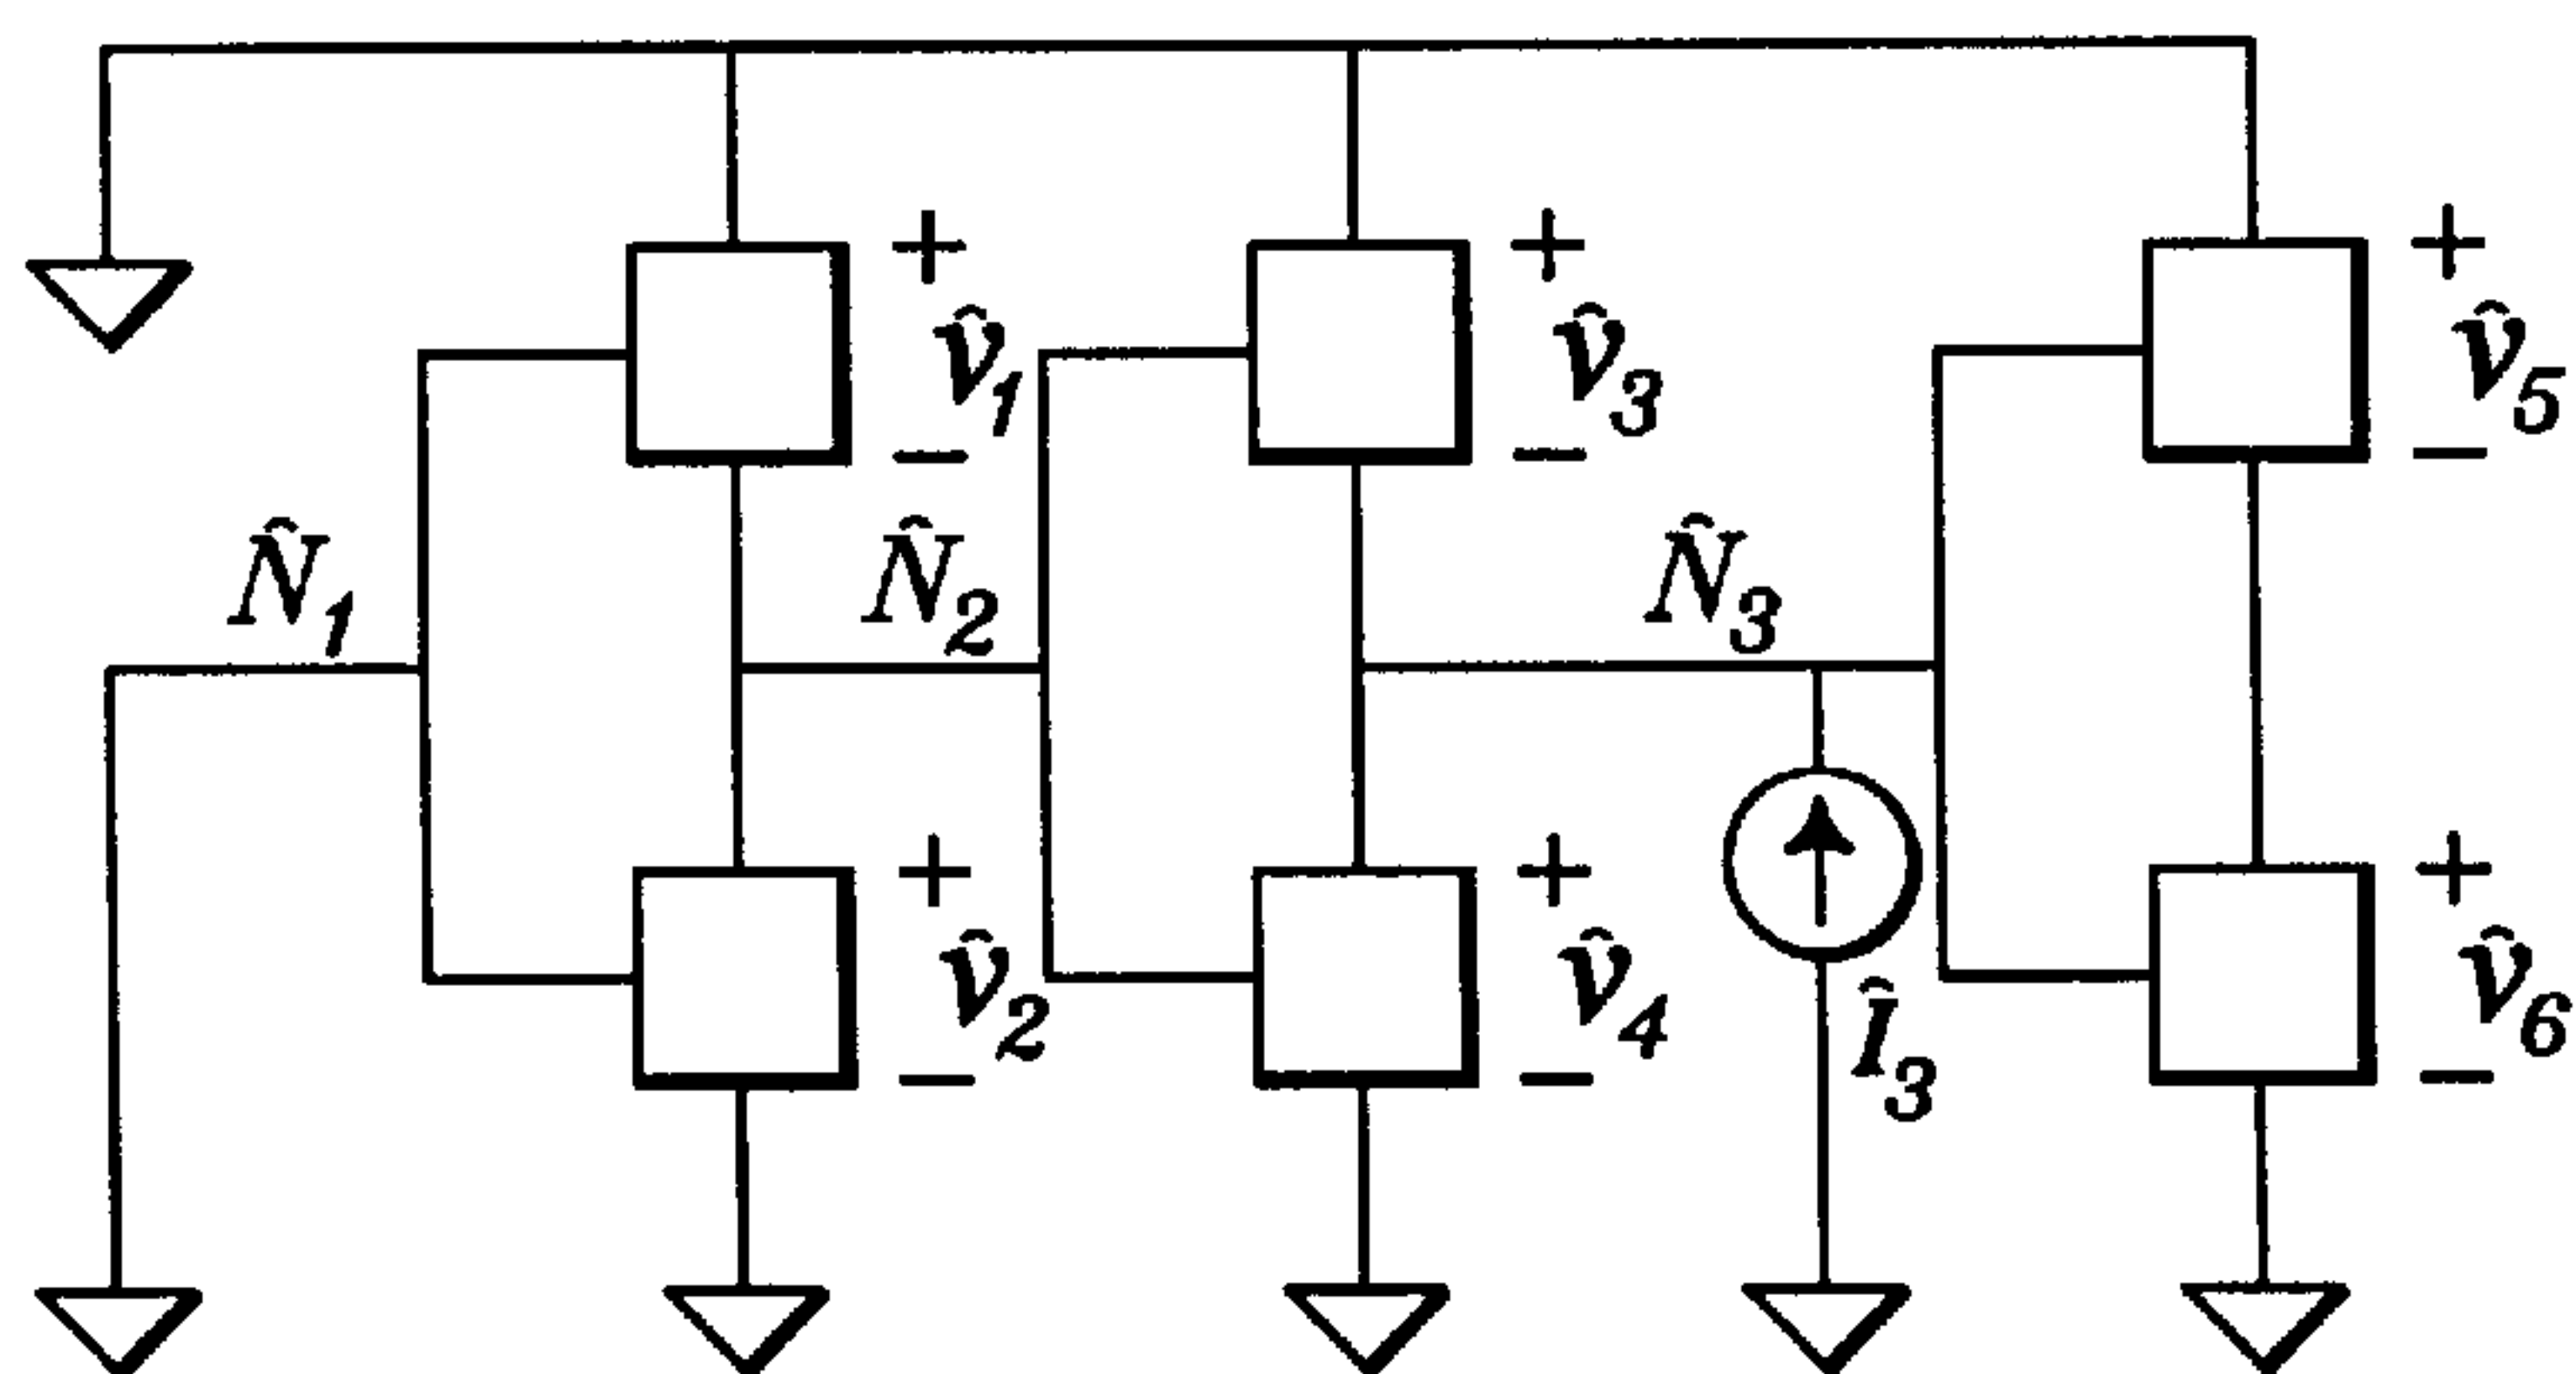 + + +
v̂1 v̂3 v̂5
− − −
N̂1 N̂2 N̂3
+ + +
v̂2 v̂4 v̂6
î3
− − −